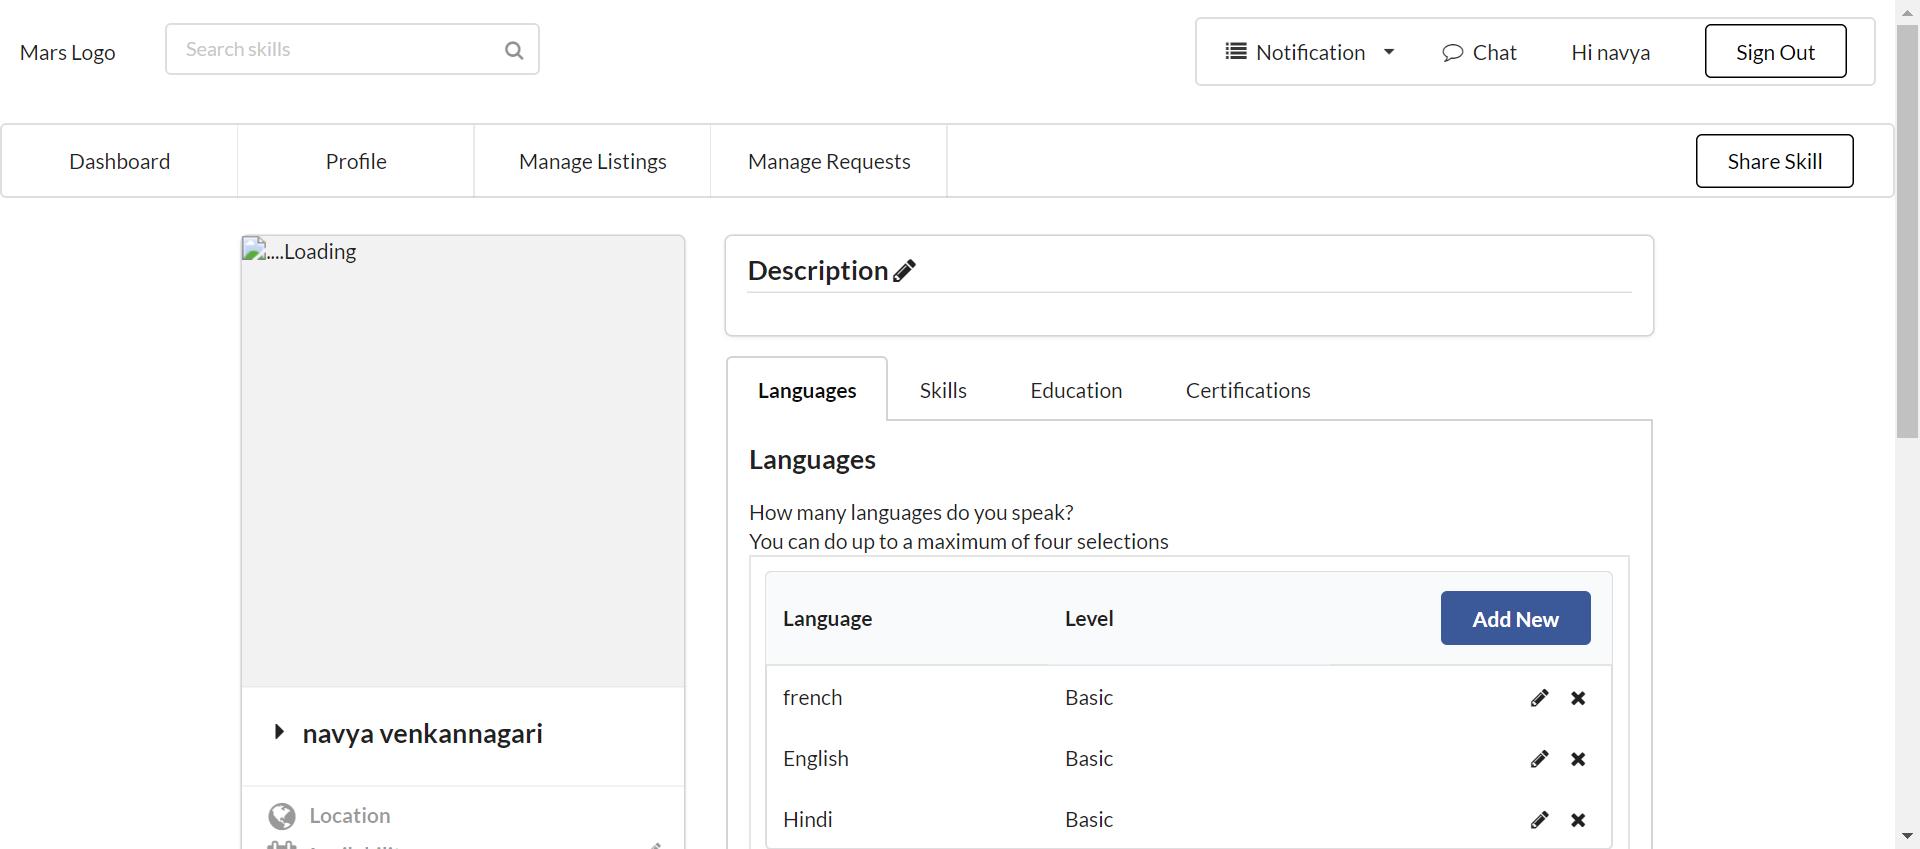 Mars Logo
Search skills
Notification
Chat
Hi navya
Sign Out
Dashboard
Profile
Manage Listings
Manage Requests
Share Skill
....Loading
navya venkannagari
Location
Description
Languages
Skills
Education
Certifications
Languages
How many languages do you speak?
You can do up to a maximum of four selections
Language Level Add New
french Basic
English Basic
Hindi Basic